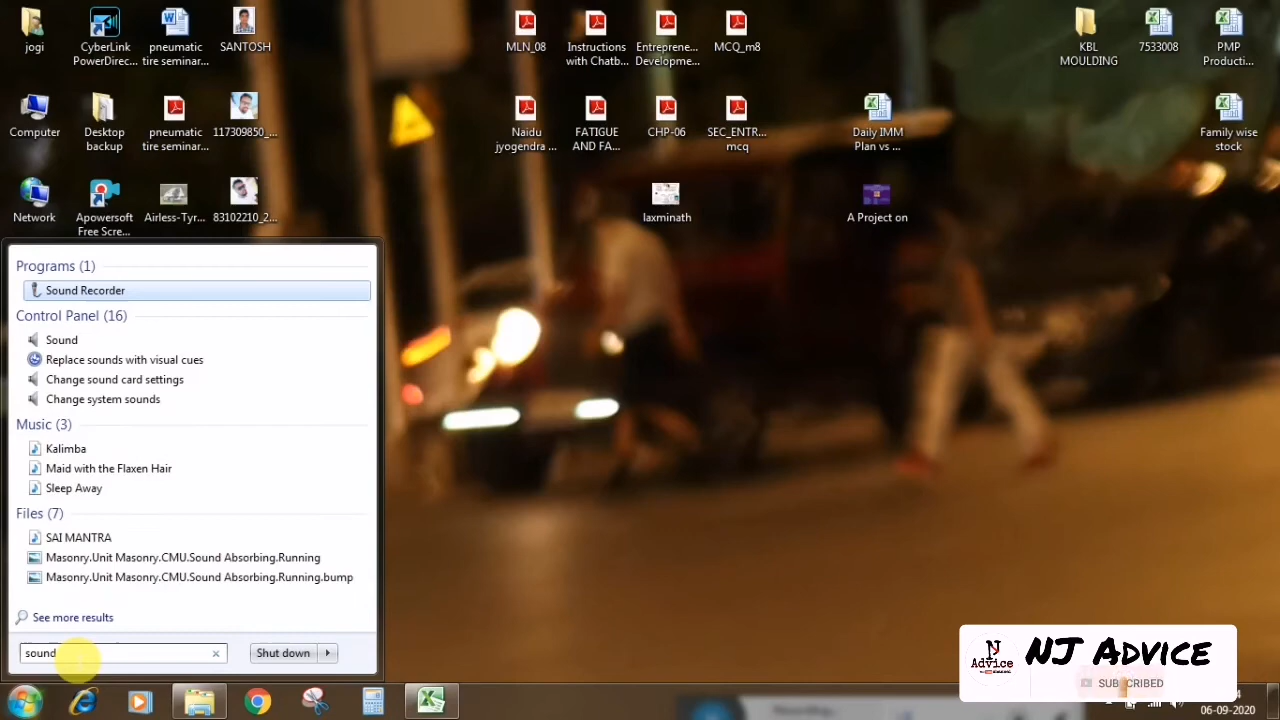 jogi
CyberLink
PowerDirec...
pneumatic
tire seminar...
SANTOSH
MLN_08
Instructions
with Chatb...
Entreprene...
Developme...
MCQ_m8
KBL
MOULDING
7533008
PMP
Producti...
Computer
Desktop
backup
pneumatic
tire seminar...
117309850_...
Naidu
jyogendra ...
FATIGUE
AND FA...
CHP-06
SEC_ENTR...
mcq
Daily IMM
Plan vs ...
Family wise
stock
Network
Apowersoft
Free Scre...
Airless-Tyr...
83102210_2...
laxminath
A Project on
Programs (1)
Sound Recorder
Control Panel (16)
Sound
Replace sounds with visual cues
Change sound card settings
Change system sounds
Music (3)
Kalimba
Maid with the Flaxen Hair
Sleep Away
Files (7)
SAI MANTRA
Masonry.Unit Masonry.CMU.Sound Absorbing.Running
Masonry.Unit Masonry.CMU.Sound Absorbing.Running.bump
See more results
sound
Shut down
N
Advice
NJ ADVICE
SUBSCRIBED
06-09-2020